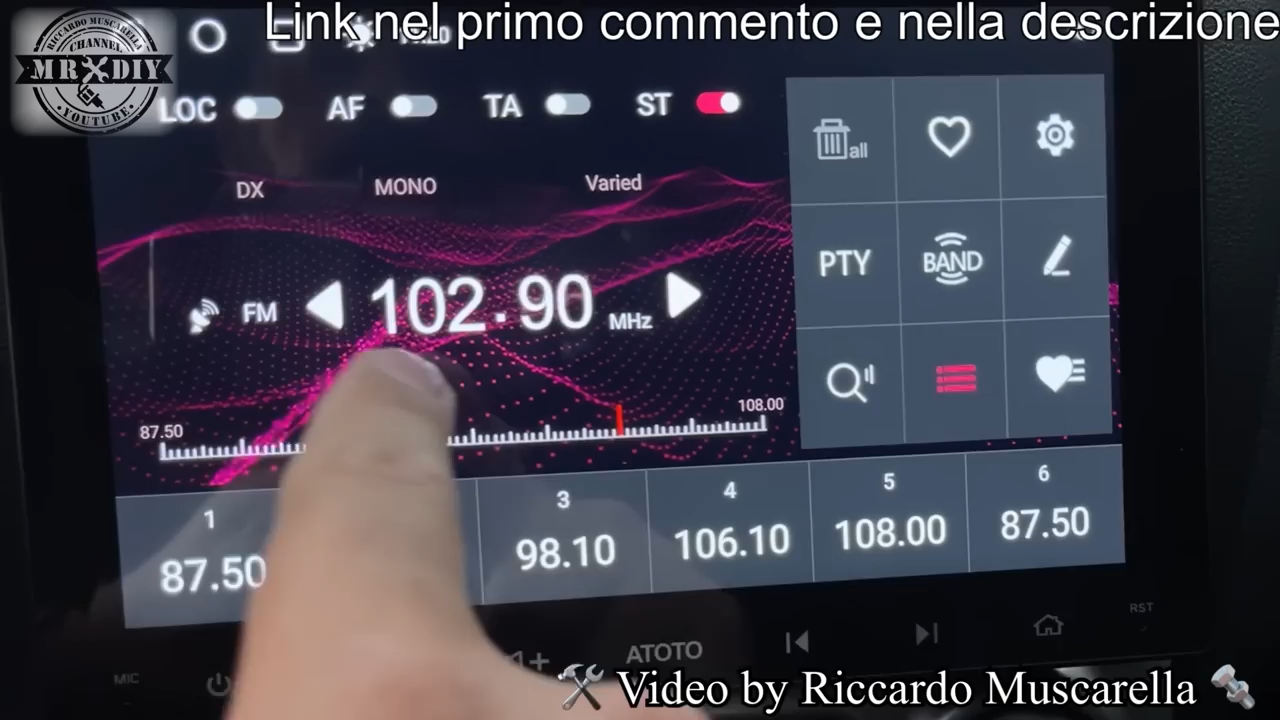 Link nel primo commento e nella descrizione
RICCARDO MUSCARELLA
CHANNEL
MR DIY
YOUTUBE
LOC AF TA ST
all
DX MONO Varied
PTY BAND
FM 102.90 MHz
87.50 108.00
1 3 4 5 6
87.50 98.10 106.10 108.00 87.50
RST
ATOTO
MIC
Video by Riccardo Muscarella